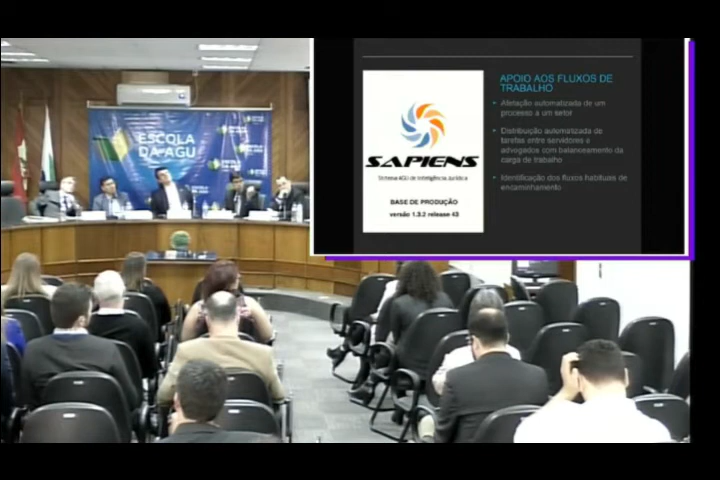 ESCOLA
DA AGU
APOIO AOS FLUXOS DE
TRABALHO
• Afetação automatizada de um
processo a um setor
• Distribuição automatizada de
tarefas entre servidores e
advogados com balanceamento da
carga de trabalho
• Identificação dos fluxos habituais de
encaminhamento
SAPIENS
Sistema AGU de Inteligência Jurídica
BASE DE PRODUÇÃO
versão 1.3.2 release 43